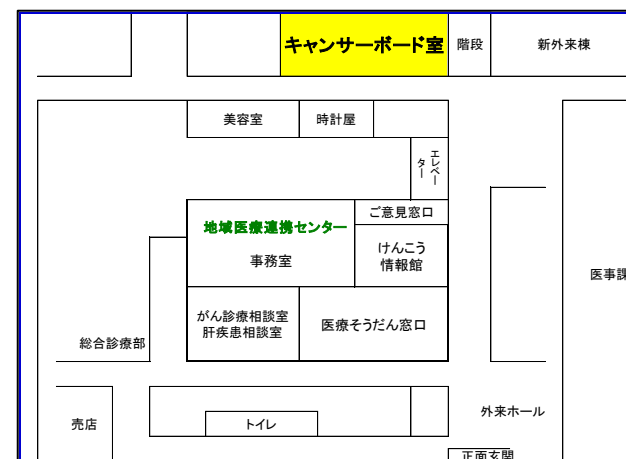 キャンサーボード室
階段
新外来棟
美容室
時計屋
エレベーター
地域医療連携センター
事務室
ご意見窓口
けんこう
情報館
医事課
がん診療相談室
肝疾患相談室
医療そうだん窓口
総合診療部
売店
トイレ
外来ホール
正面玄関